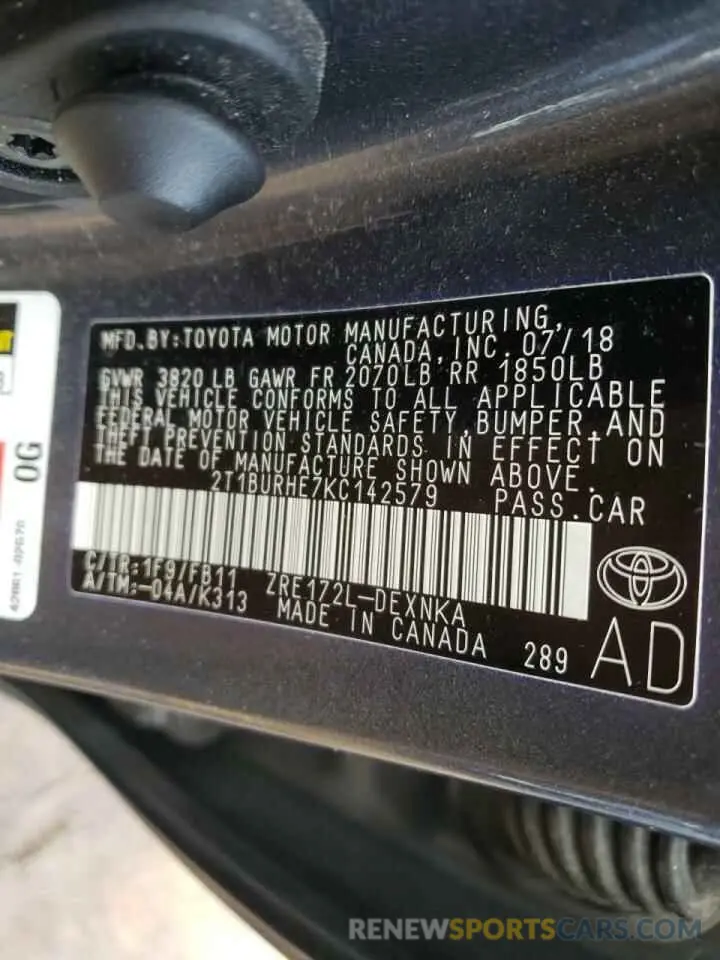 MFD. BY: TOYOTA MOTOR MANUFACTURING,
CANADA, INC. 07/18
GVWR 3820 LB GAWR FR 2070LB RR 1850LB
THIS VEHICLE CONFORMS TO ALL APPLICABLE
FEDERAL MOTOR VEHICLE SAFETY, BUMPER, AND
THEFT PREVENTION STANDARDS IN EFFECT ON
THE DATE OF MANUFACTURE SHOWN ABOVE.
2T1BURHE7KC142579 PASS. CAR
C/TR: 1F9/FB11 ZRE172L-DEXNKA
A/TM: -04A/K313 MADE IN CANADA 289
AD
0G
RENEWSPORTSCARS.COM